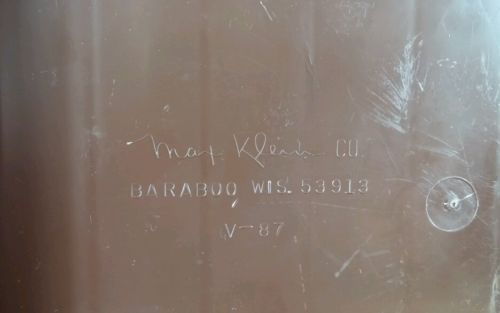 Max Klein CO.
BARABOO WIS. 53913
V-87